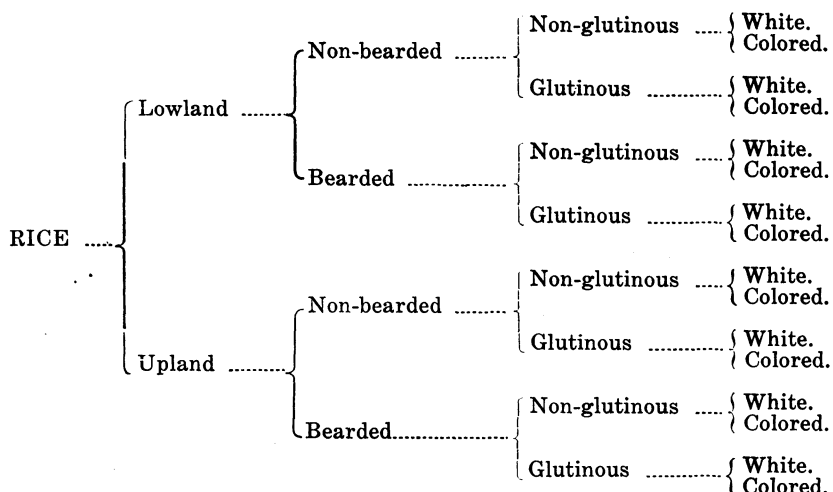 Non-glutinous ..... { White.
Colored.
Non-bearded ........
Glutinous ........... { White.
Colored.
Lowland .......
Non-glutinous ..... { White.
Colored.
Bearded ...........
Glutinous ........... { White.
Colored.
RICE .....
Non-glutinous ..... { White.
Colored.
Non-bearded ........
Glutinous ........... { White.
Colored.
Upland ........
Non-glutinous ..... { White.
Colored.
Bearded..................
Glutinous ........... { White.
Colored.